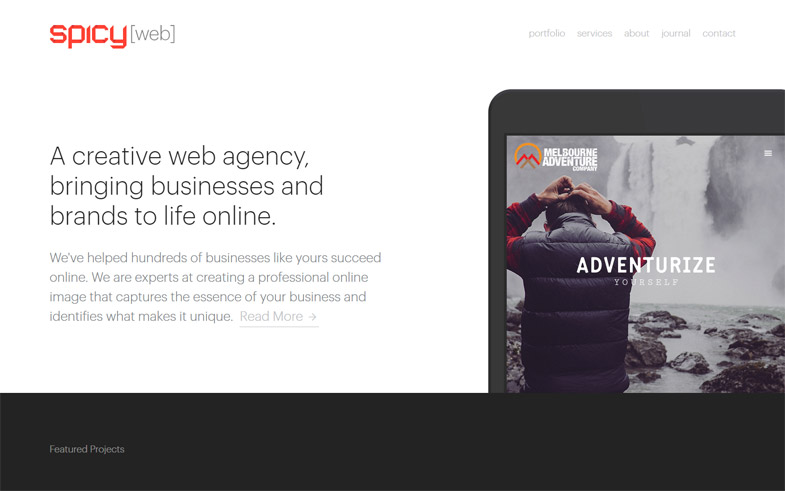 spicy[web]
portfolio services about journal contact
A creative web agency,
bringing businesses and
brands to life online.
We've helped hundreds of businesses like yours succeed
online. We are experts at creating a professional online
image that captures the essence of your business and
identifies what makes it unique. Read More →
MELBOURNE
ADVENTURE
COMPANY
ADVENTURIZE
YOURSELF
Featured Projects